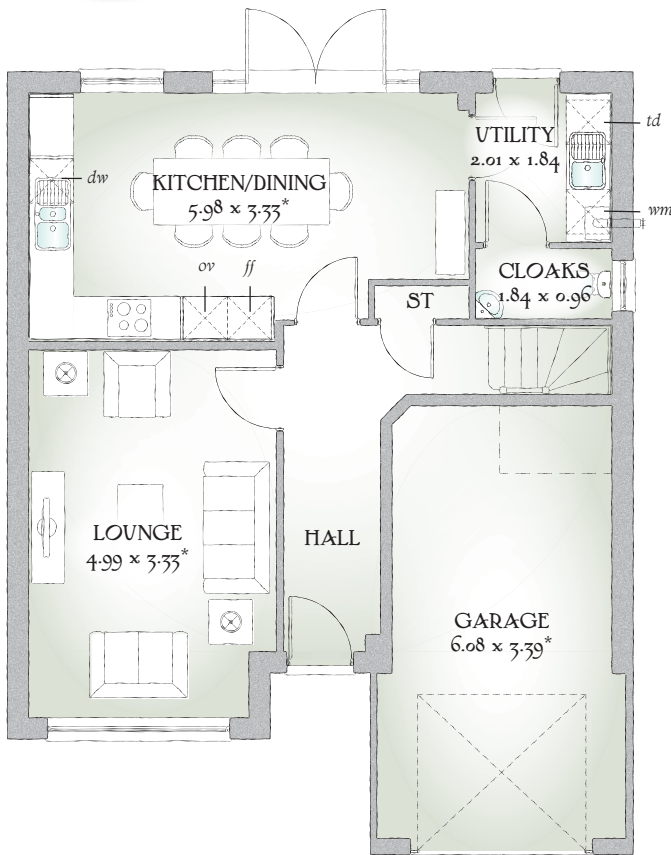 td
UTILITY
2.01 x 1.84
dw
KITCHEN/DINING
5.98 x 3.33*
wm
ov
ff
CLOAKS
1.84 x 0.96
ST
LOUNGE
4.99 x 3.33*
HALL
GARAGE
6.08 x 3.39*